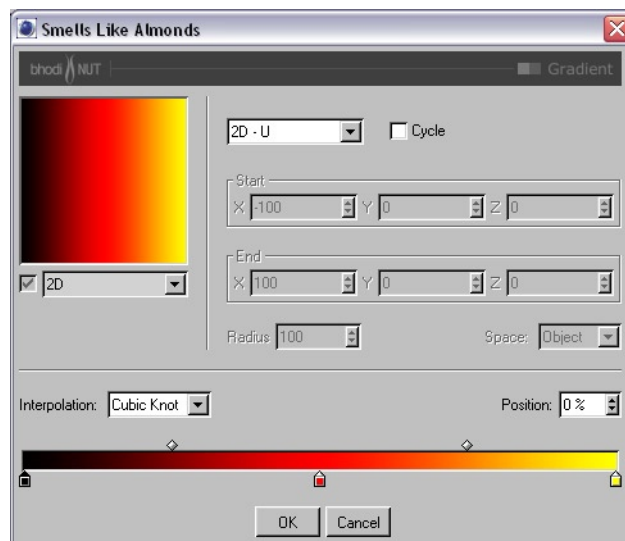 Smells Like Almonds
bhodi NUT Gradient
2D - U Cycle
Start
X -100 Y 0 Z 0
End
X 100 Y 0 Z 0
2D
Radius 100 Space: Object
Interpolation: Cubic Knot Position: 0 %
OK Cancel